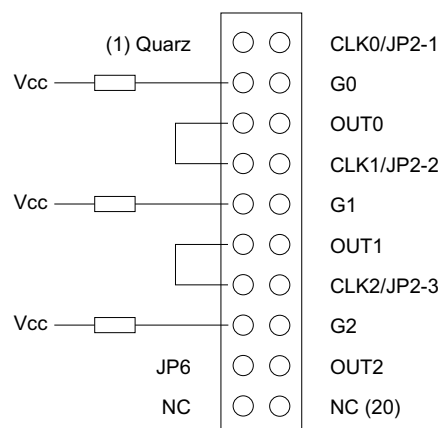 (1) Quarz CLK0/JP2-1
Vcc G0
OUT0
CLK1/JP2-2
Vcc G1
OUT1
CLK2/JP2-3
Vcc G2
JP6 OUT2
NC NC (20)